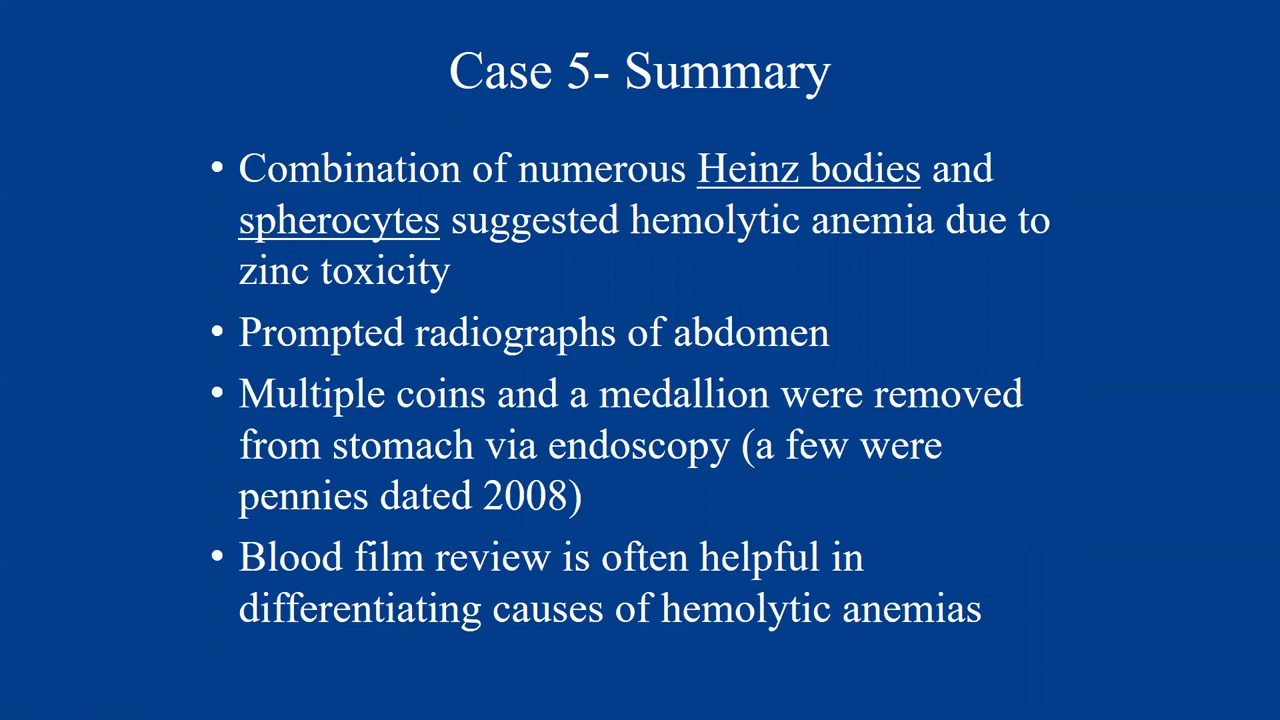 Case 5- Summary
• Combination of numerous Heinz bodies and
spherocytes suggested hemolytic anemia due to
zinc toxicity
• Prompted radiographs of abdomen
• Multiple coins and a medallion were removed
from stomach via endoscopy (a few were
pennies dated 2008)
• Blood film review is often helpful in
differentiating causes of hemolytic anemias